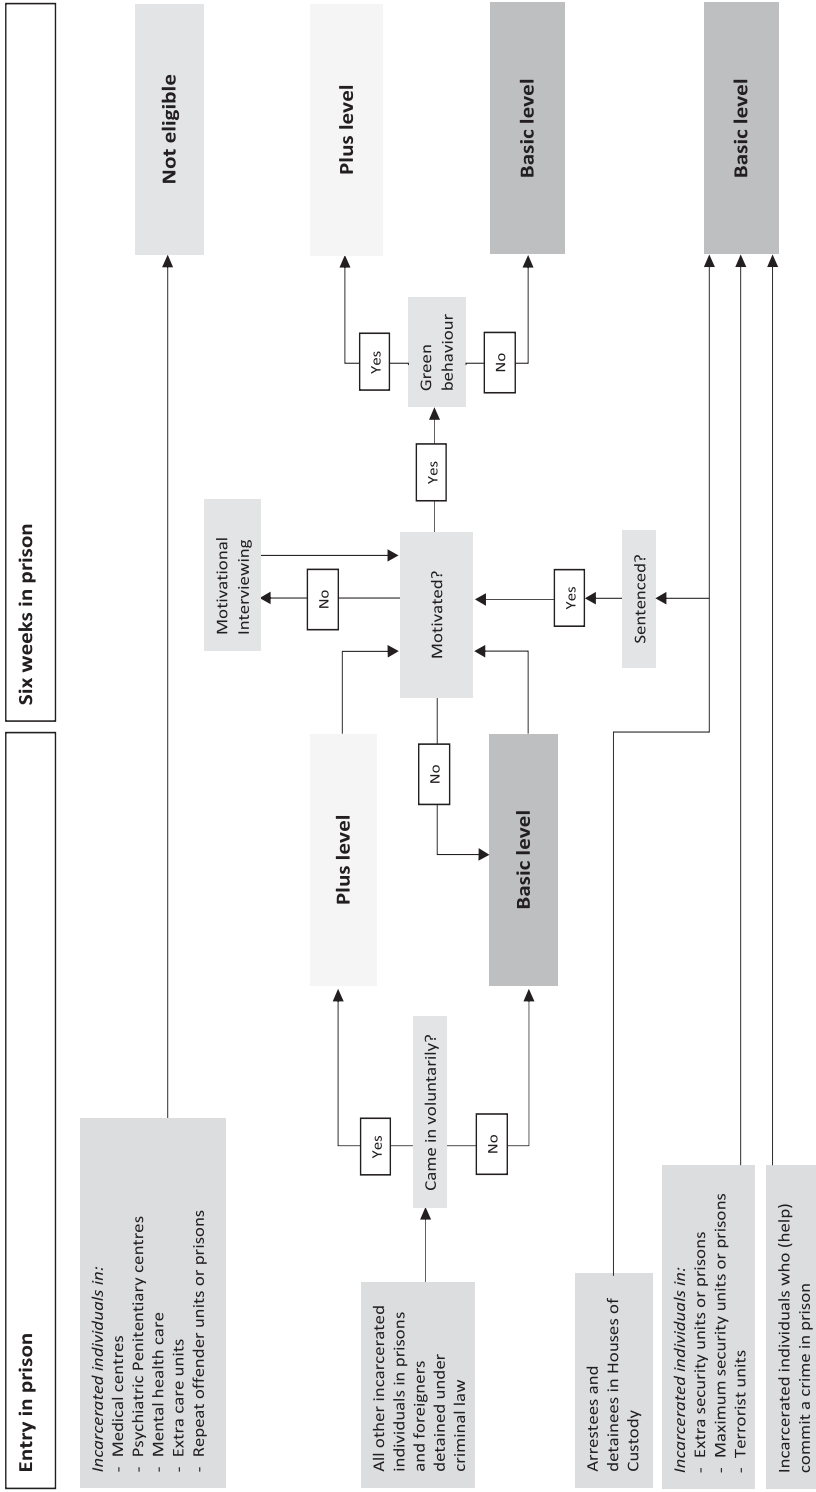 Entry in prison
Six weeks in prison
Incarcerated individuals in:
- Medical centres
- Psychiatric Penitentiary centres
- Mental health care
- Extra care units
- Repeat offender units or prisons
Not eligible
All other incarcerated
individuals in prisons
and foreigners
detained under
criminal law
Came in voluntarily?
Yes
No
Plus level
Basic level
No
Motivated?
No
Motivational
Interviewing
Yes
Green
behaviour
Yes
No
Plus level
Basic level
Arrestees and
detainees in Houses of
Custody
Sentenced?
Yes
Incarcerated individuals in:
- Extra security units or prisons
- Maximum security units or prisons
- Terrorist units
Incarcerated individuals who (help)
commit a crime in prison
Basic level